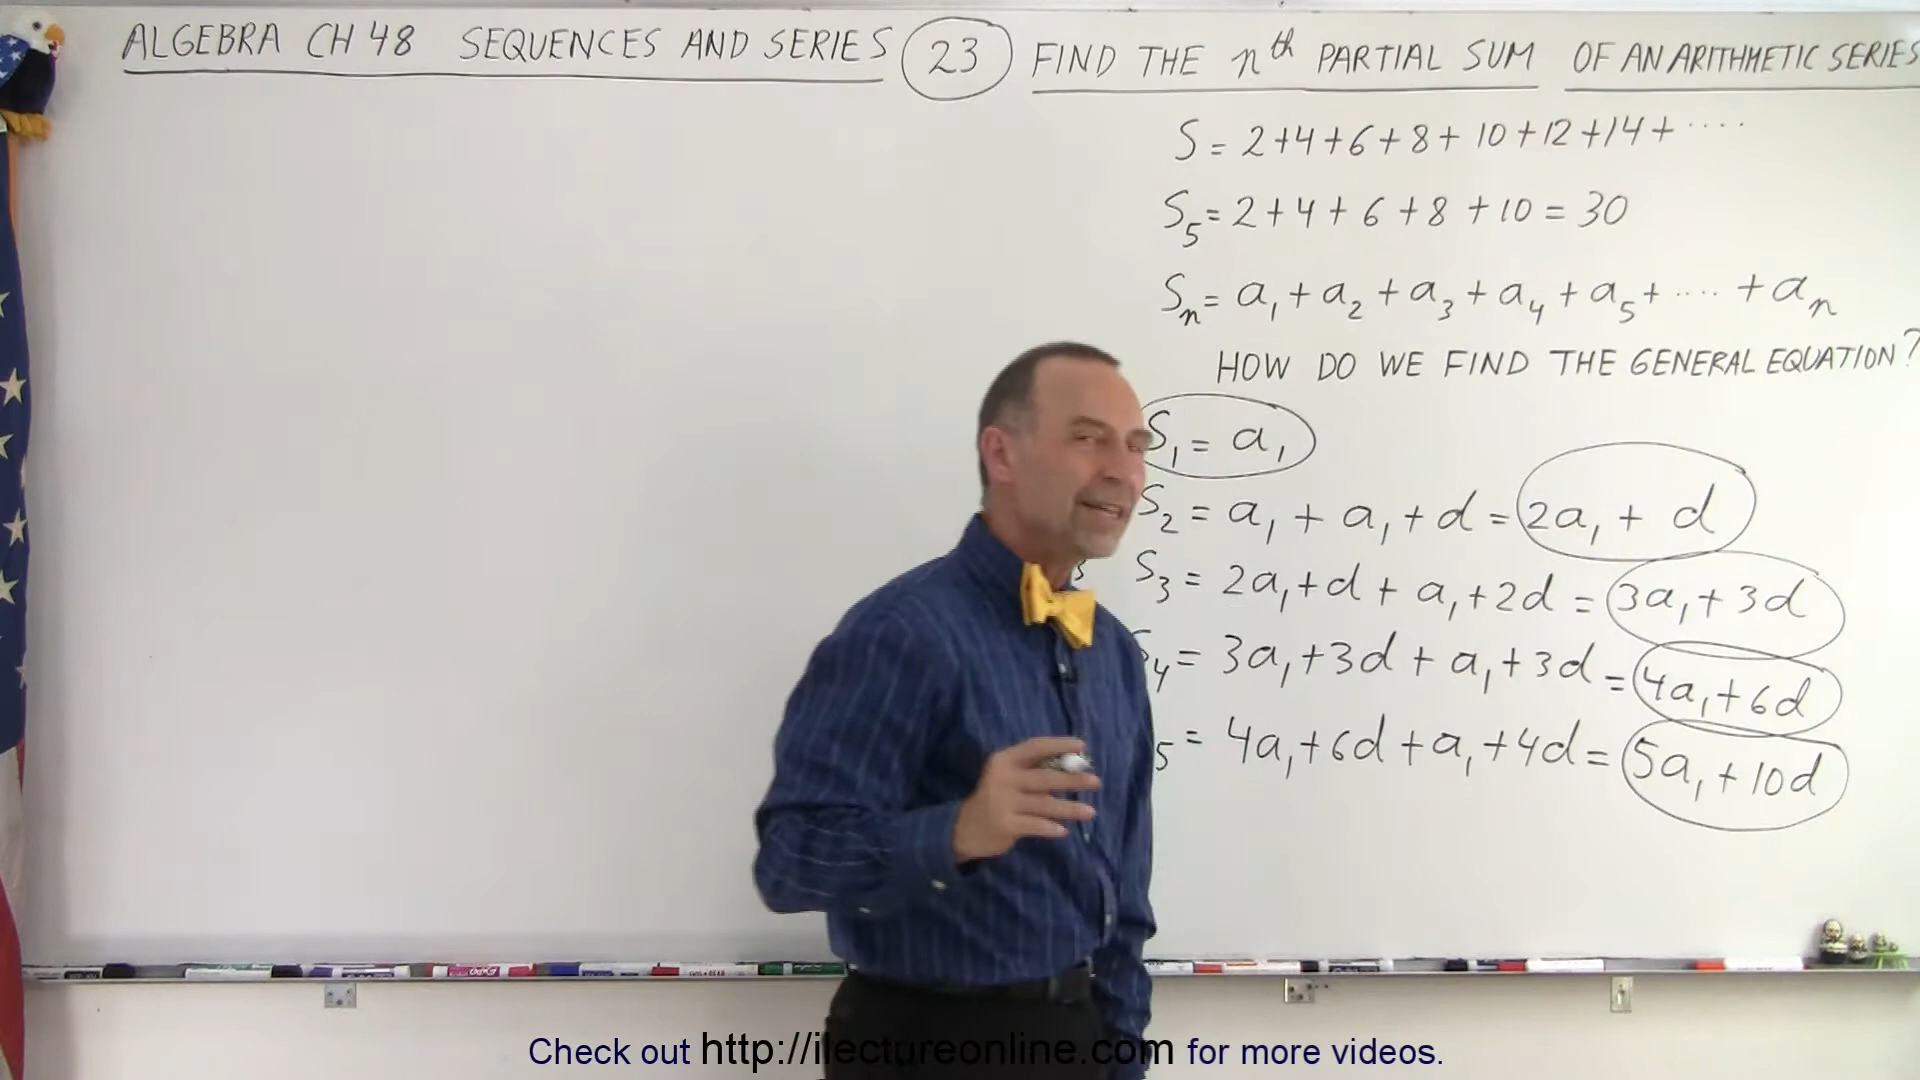 ALGEBRA CH 48 SEQUENCES AND SERIES 23 FIND THE nth PARTIAL SUM OF AN ARITHMETIC SERIES
S = 2+4+6+8+10+12+14+ ····
S5 = 2+4+6+8+10 = 30
Sn = a1 + a2 + a3 + a4 + a5 + ···· + an
HOW DO WE FIND THE GENERAL EQUATION?
S1 = a1
S2 = a1 + a1 + d = 2a1 + d
S3 = 2a1 + d + a1 + 2d = 3a1 + 3d
S4 = 3a1 + 3d + a1 + 3d = 4a1 + 6d
5 = 4a1 + 6d + a1 + 4d = 5a1 + 10d
Check out http://ilectureonline.com for more videos.